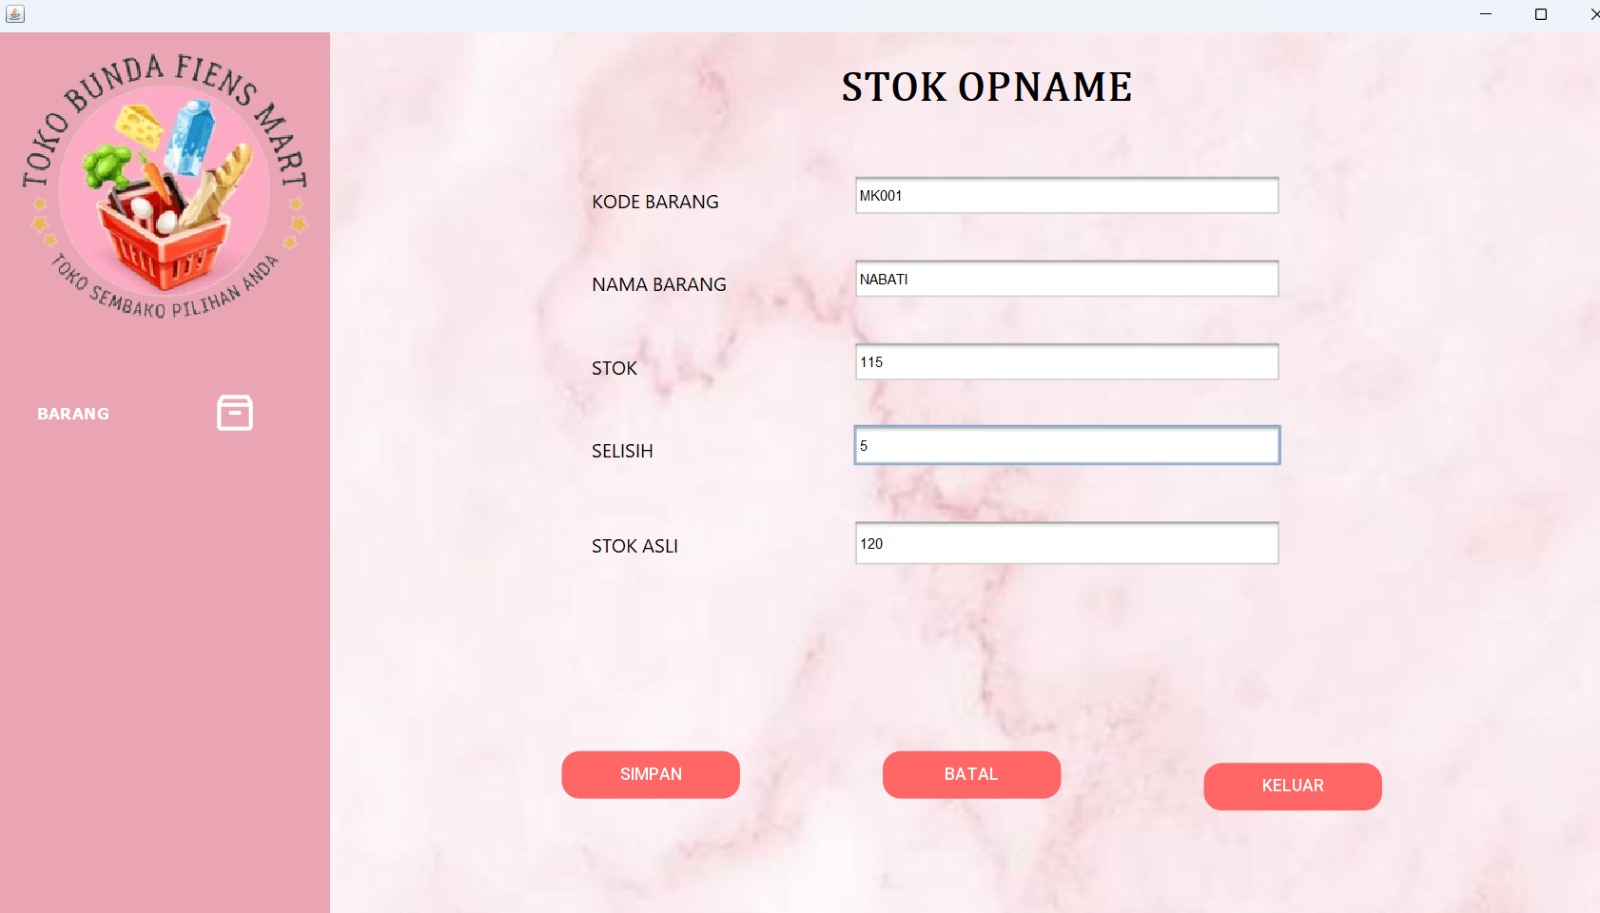 TOKO BUNDA FIENS MART
TOKO SEMBAKO PILIHAN ANDA
BARANG
STOK OPNAME
KODE BARANG
MK001
NAMA BARANG
NABATI
STOK
115
SELISIH
5
STOK ASLI
120
SIMPAN
BATAL
KELUAR